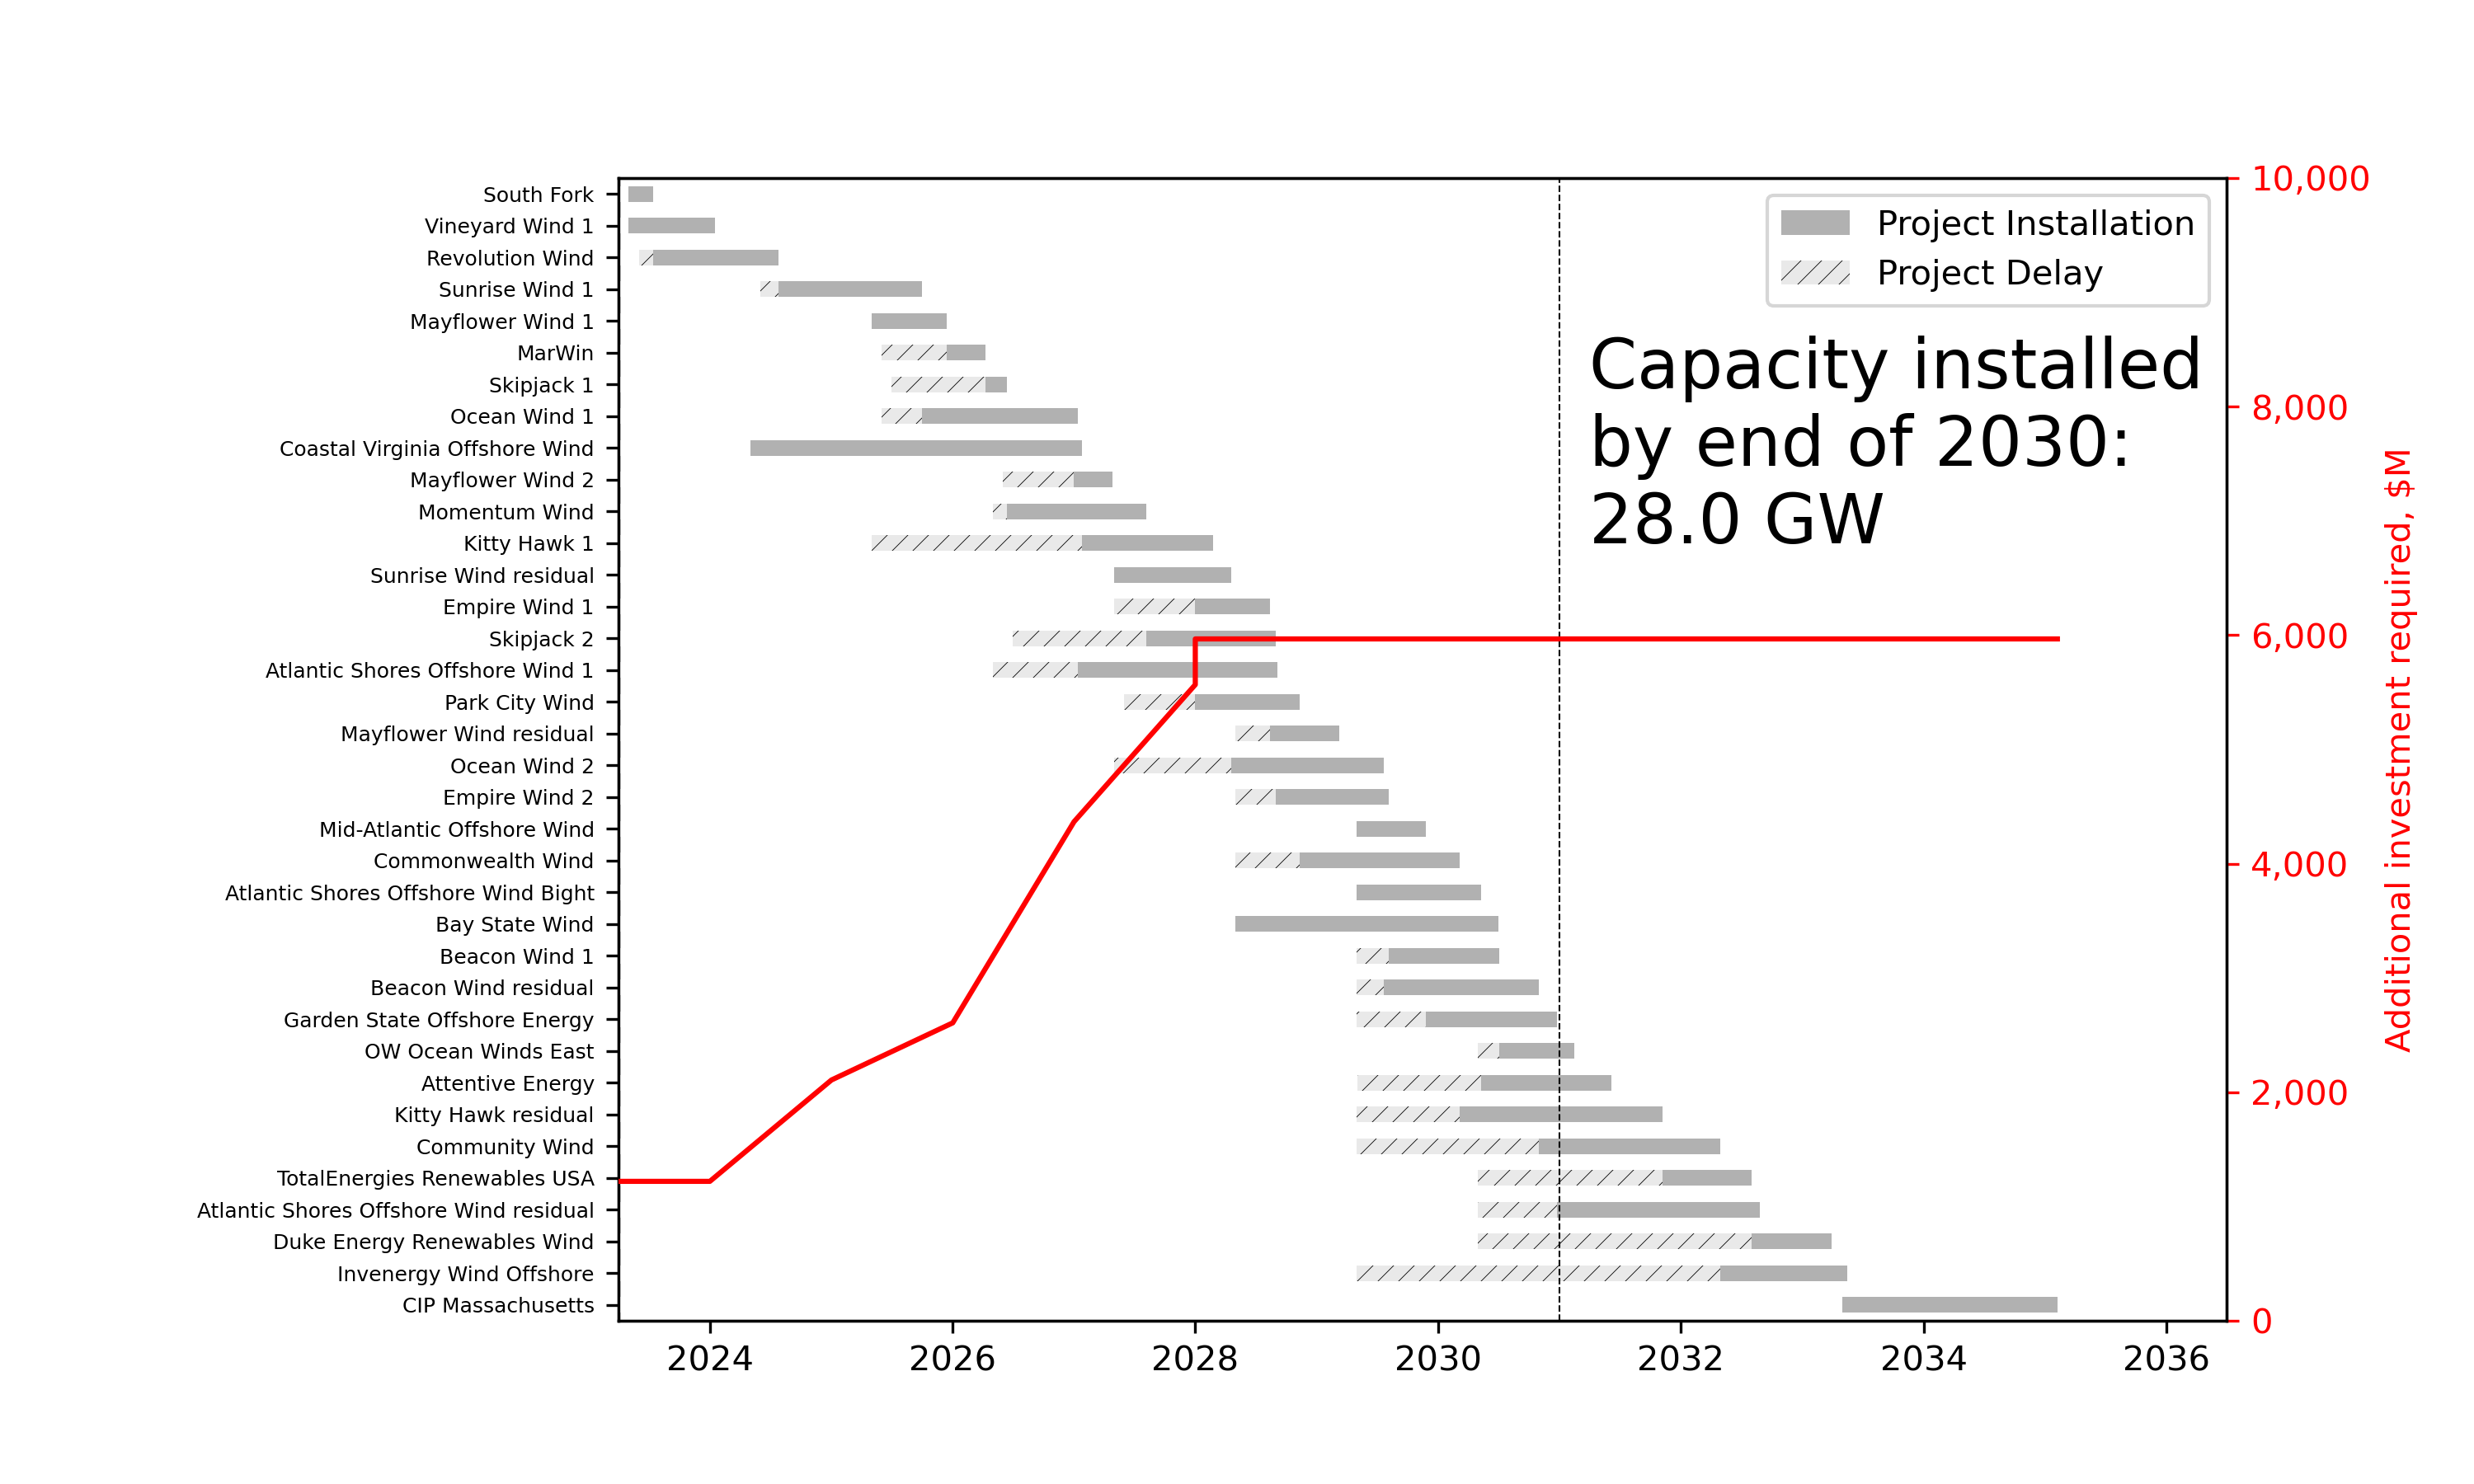 South Fork
Vineyard Wind 1
Revolution Wind
Sunrise Wind 1
Mayflower Wind 1
MarWin
Skipjack 1
Ocean Wind 1
Coastal Virginia Offshore Wind
Mayflower Wind 2
Momentum Wind
Kitty Hawk 1
Sunrise Wind residual
Empire Wind 1
Skipjack 2
Atlantic Shores Offshore Wind 1
Park City Wind
Mayflower Wind residual
Ocean Wind 2
Empire Wind 2
Mid-Atlantic Offshore Wind
Commonwealth Wind
Atlantic Shores Offshore Wind Bight
Bay State Wind
Beacon Wind 1
Beacon Wind residual
Garden State Offshore Energy
OW Ocean Winds East
Attentive Energy
Kitty Hawk residual
Community Wind
TotalEnergies Renewables USA
Atlantic Shores Offshore Wind residual
Duke Energy Renewables Wind
Invenergy Wind Offshore
CIP Massachusetts
Project Installation
Project Delay
Capacity installed
by end of 2030:
28.0 GW
10,000
8,000
6,000
4,000
2,000
0
Additional investment required, $M
2024
2026
2028
2030
2032
2034
2036